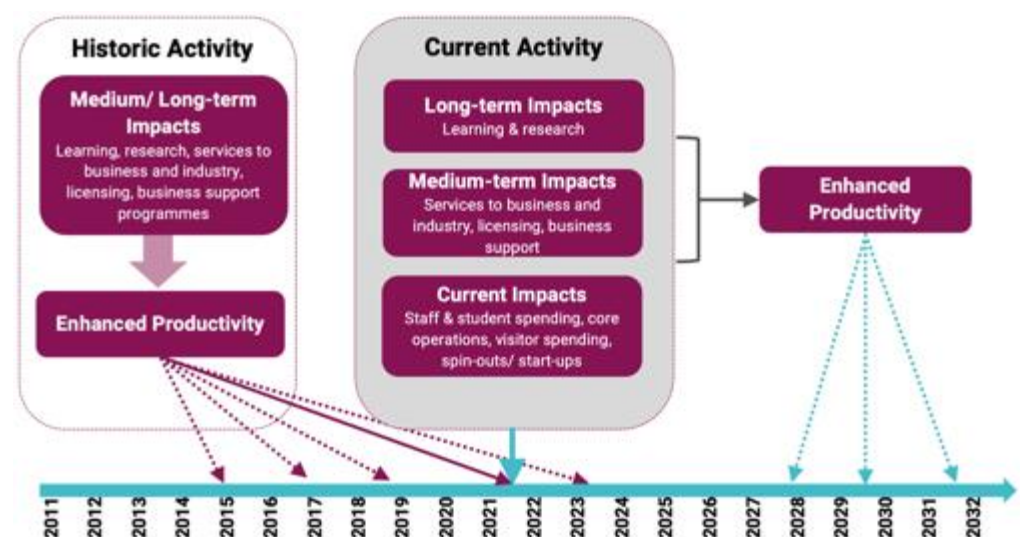 Historic Activity
Medium/ Long-term
Impacts
Learning, research, services to
business and industry,
licensing, business support
programmes
Enhanced Productivity
Current Activity
Long-term Impacts
Learning & research
Medium-term Impacts
Services to business and
industry, licensing, business
support
Current Impacts
Staff & student spending, core
operations, visitor spending,
spin-outs/ start-ups
Enhanced
Productivity
2011
2012
2013
2014
2015
2016
2017
2018
2019
2020
2021
2022
2023
2024
2025
2026
2027
2028
2029
2030
2031
2032